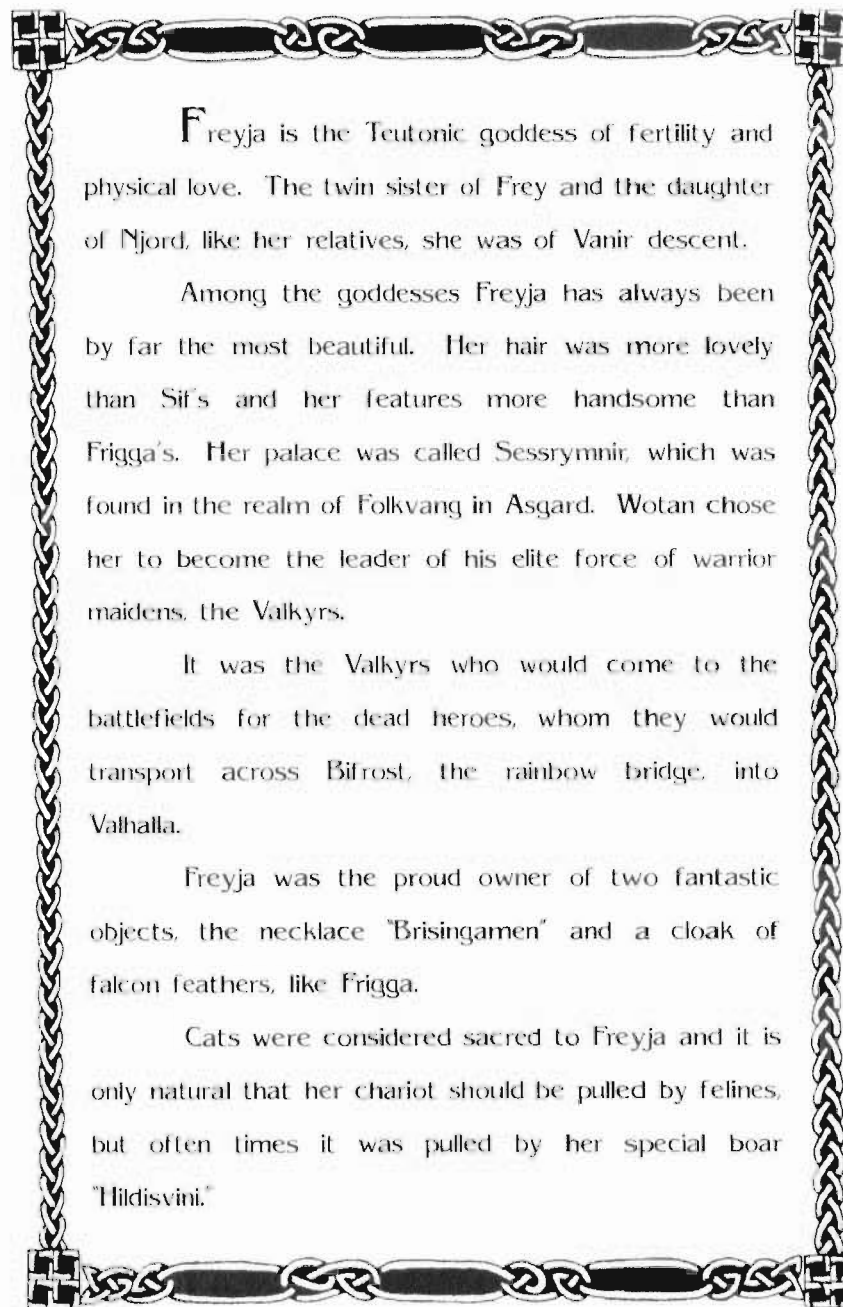 Freyja is the Teutonic goddess of fertility and
physical love. The twin sister of Frey and the daughter
of Njord, like her relatives, she was of Vanir descent.
Among the goddesses Freyja has always been
by far the most beautiful. Her hair was more lovely
than Sif's and her features more handsome than
Frigga's. Her palace was called Sessrymnir, which was
found in the realm of Folkvang in Asgard. Wotan chose
her to become the leader of his elite force of warrior
maidens, the Valkyrs.
It was the Valkyrs who would come to the
battlefields for the dead heroes, whom they would
transport across Bifrost, the rainbow bridge, into
Valhalla.
Freyja was the proud owner of two fantastic
objects, the necklace "Brisingamen" and a cloak of
falcon feathers, like Frigga.
Cats were considered sacred to Freyja and it is
only natural that her chariot should be pulled by felines,
but often times it was pulled by her special boar
"Hildisvini."